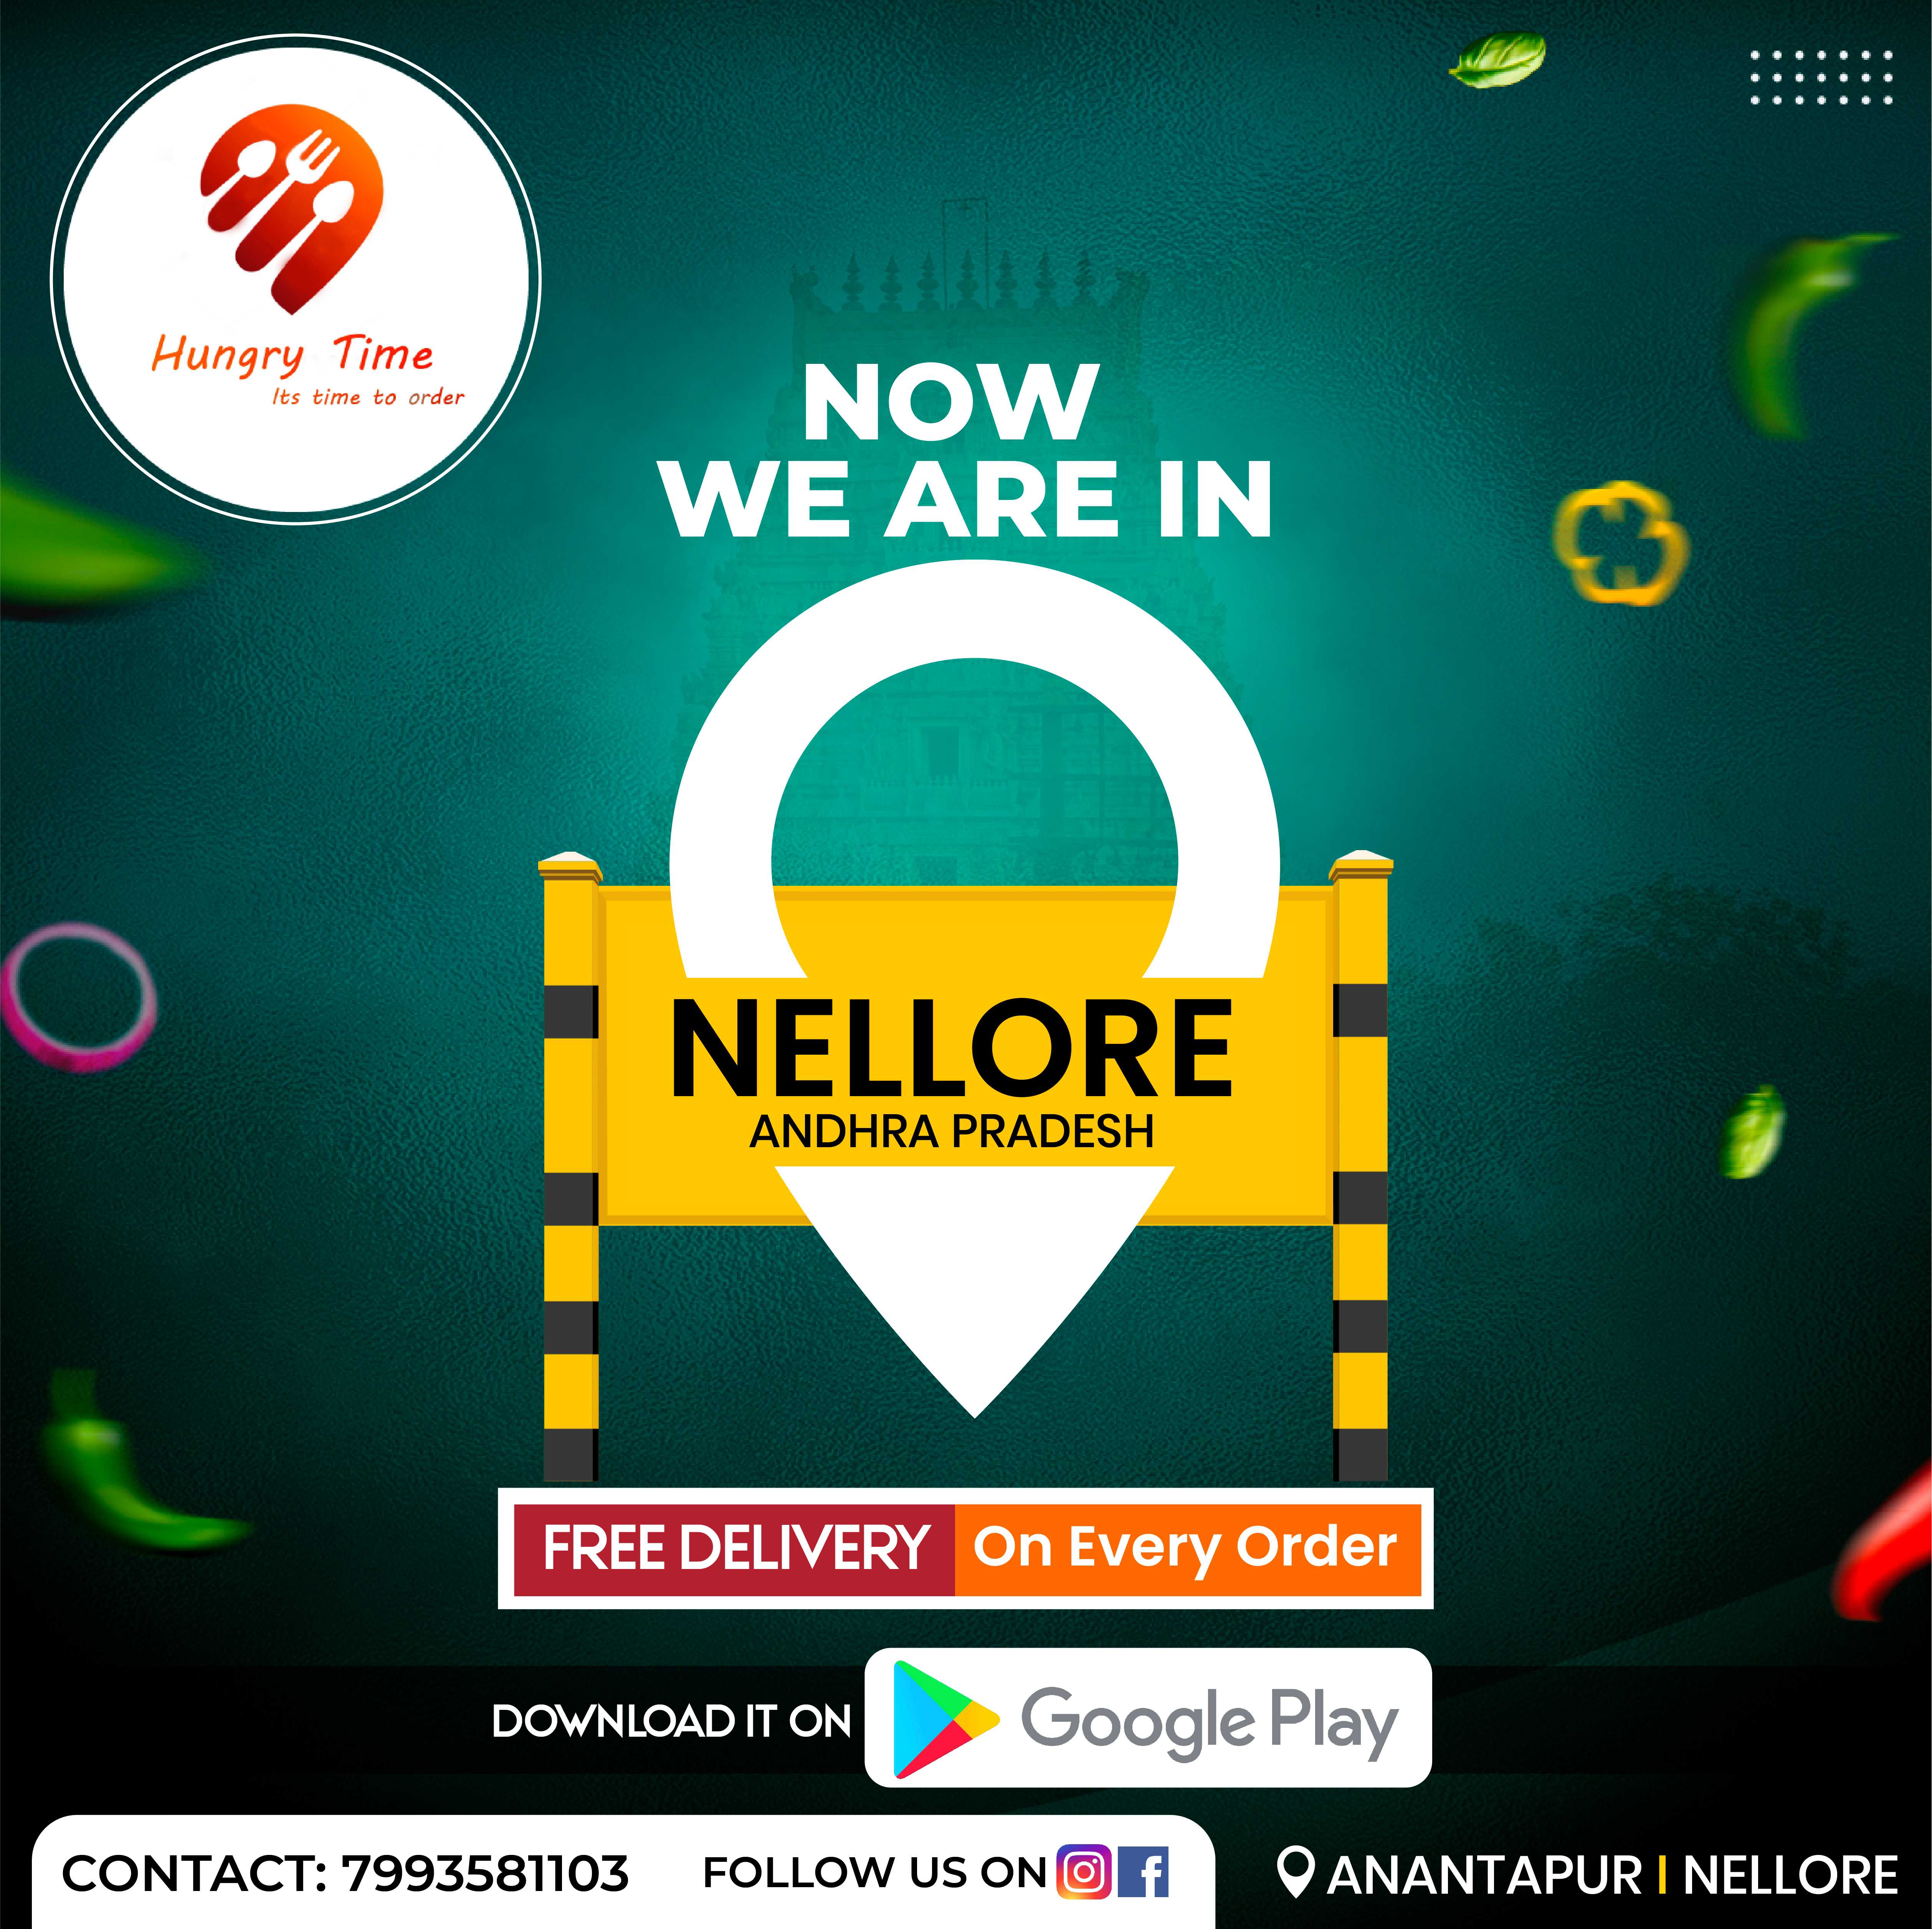 Hungry Time
Its time to order
NOW
WE ARE IN
NELLORE
ANDHRA PRADESH
FREE DELIVERY On Every Order
DOWNLOAD IT ON Google Play
CONTACT: 7993581103 FOLLOW US ON
ANANTAPUR | NELLORE